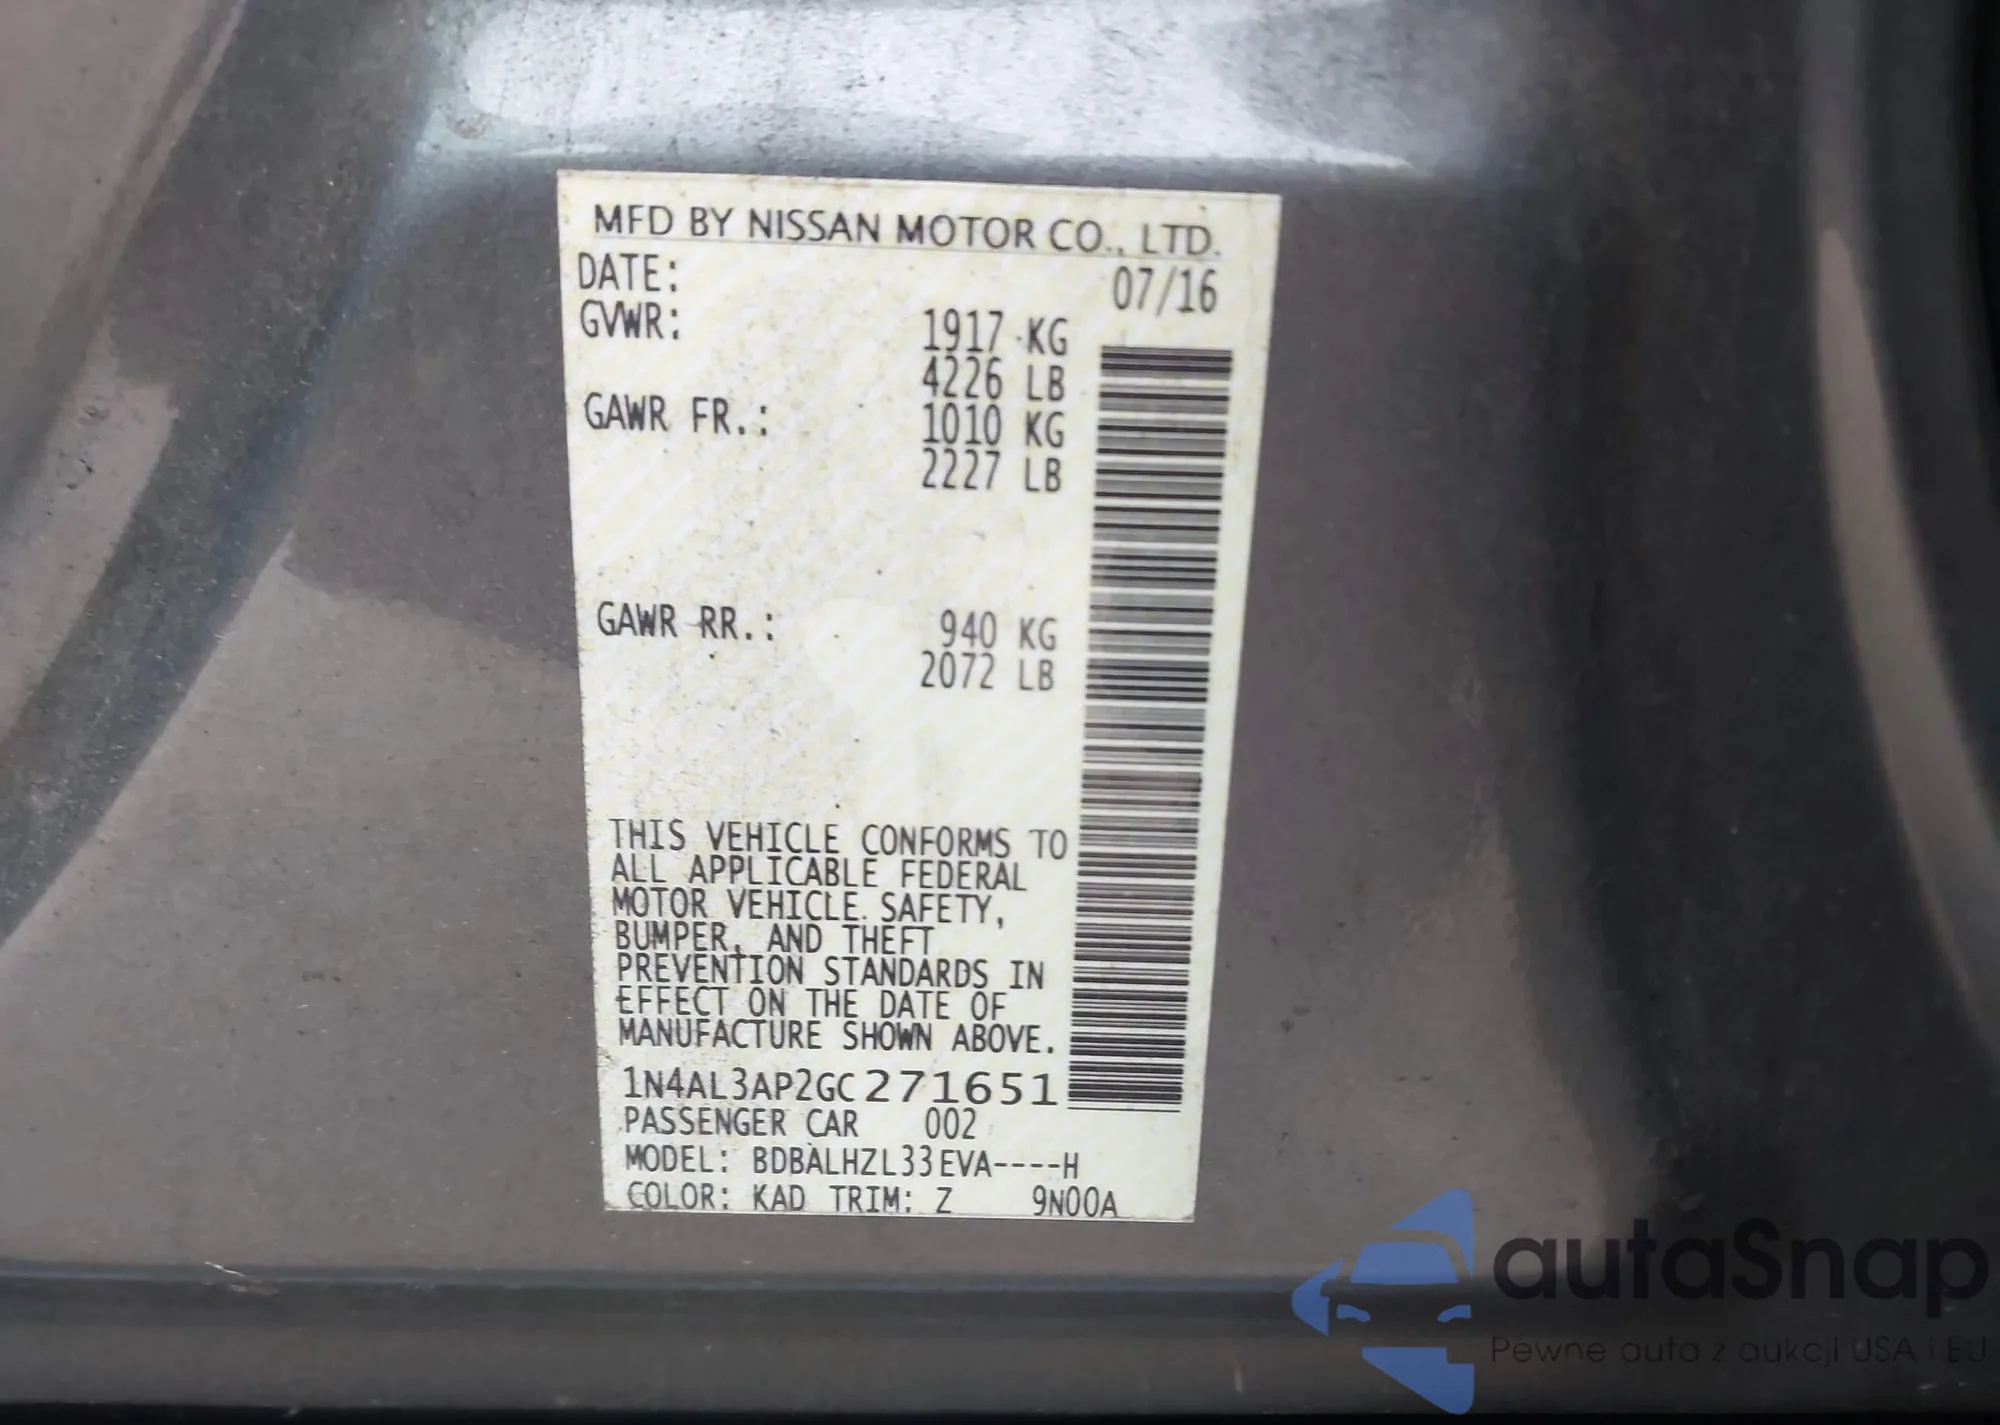 MFD BY NISSAN MOTOR CO., LTD.
DATE: 07/16
GVWR: 1917 KG
4226 LB
GAWR FR.: 1010 KG
2227 LB
GAWR RR.: 940 KG
2072 LB
THIS VEHICLE CONFORMS TO
ALL APPLICABLE FEDERAL
MOTOR VEHICLE SAFETY,
BUMPER, AND THEFT
PREVENTION STANDARDS IN
EFFECT ON THE DATE OF
MANUFACTURE SHOWN ABOVE.
1N4AL3AP2GC271651
PASSENGER CAR 002
MODEL: BDBALHZL33EVA----H
COLOR: KAD TRIM: Z 9N00A
autaSnap
Pewne auta z aukcji USA i EU